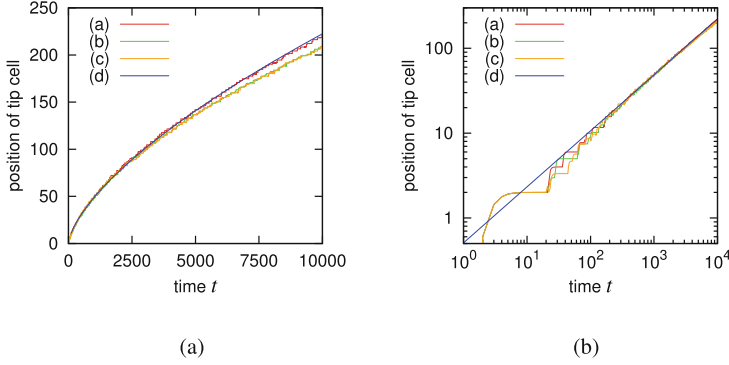 250
200
150
100
50
0
position of tip cell
(a)
(b)
(c)
(d)
0 2500 5000 7500 10000
time t
(a)
100
10
1
position of tip cell
(a)
(b)
(c)
(d)
10^0 10^1 10^2 10^3 10^4
time t
(b)